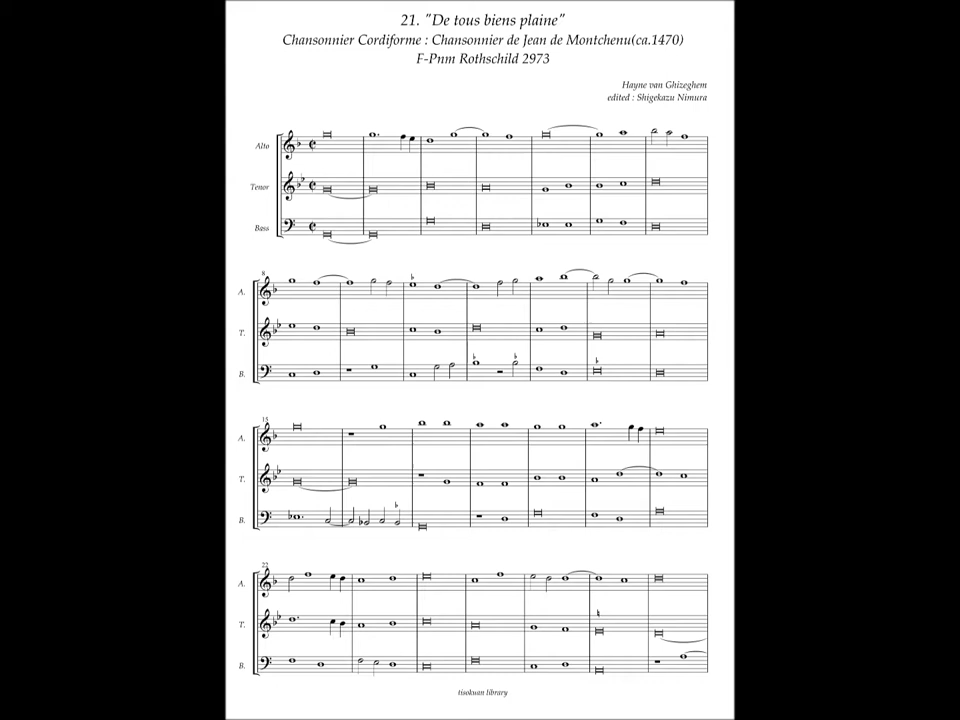 21. "De tous biens plaine"
Chansonnier Cordiforme : Chansonnier de Jean de Montchenu(ca.1470)
F-Pnm Rothschild 2973
Hayne van Ghizeghem
edited : Shigekazu Nimura
Alto
Tenor
Bass
8
A.
T.
B.
15
A.
T.
B.
22
A.
T.
B.
tisokuan library